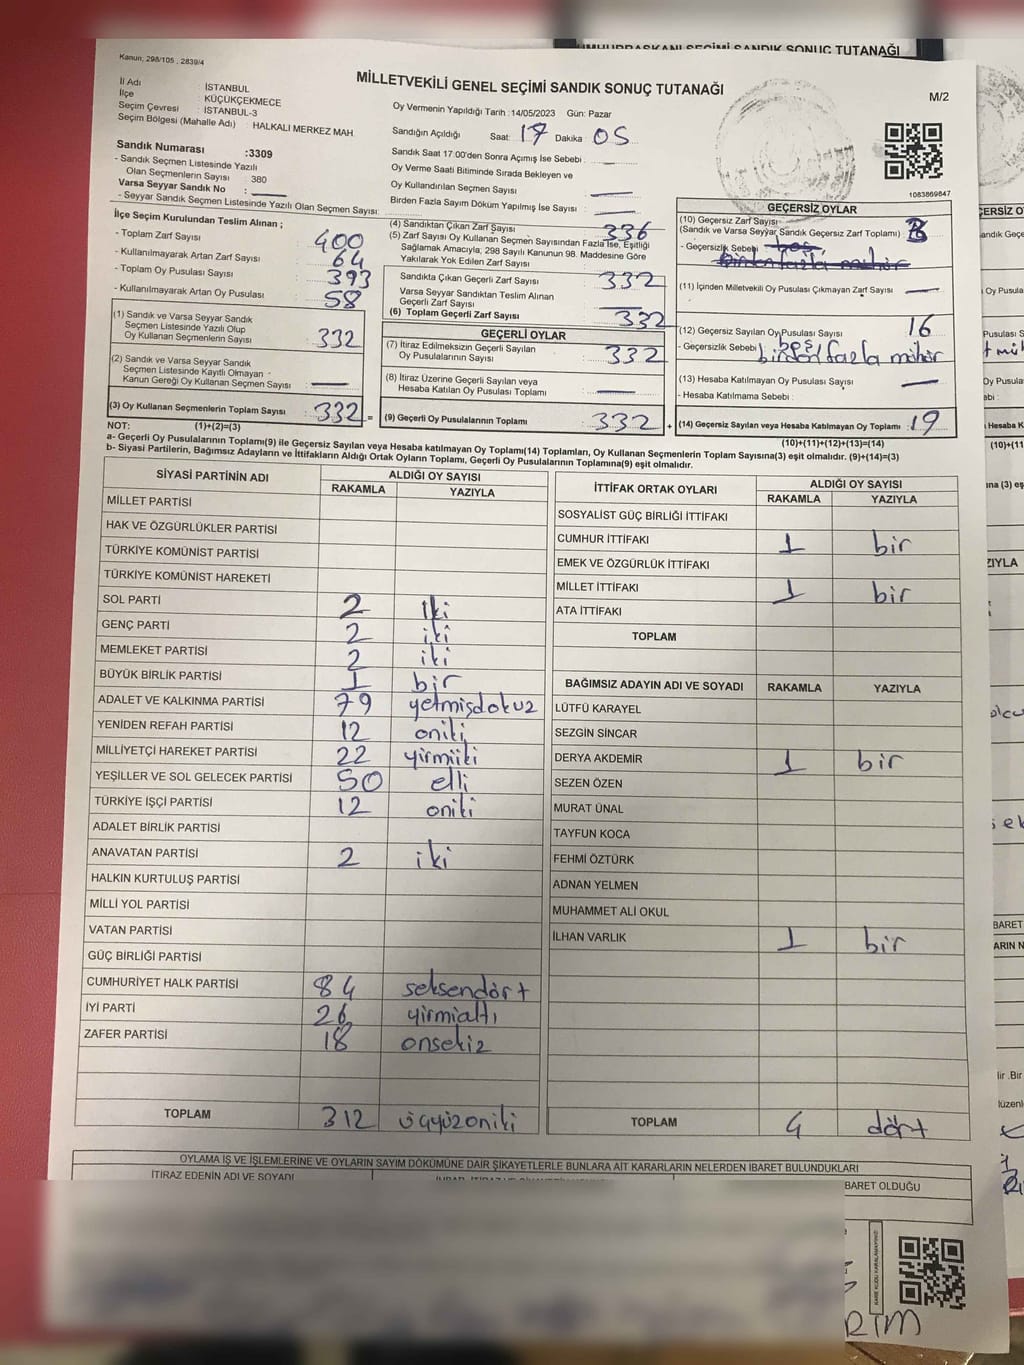 CUMHURBAŞKANI SEÇİMİ SANDIK SONUÇ TUTANAĞI
Kanun, 298/105 , 2839/4
MİLLETVEKİLİ GENEL SEÇİMİ SANDIK SONUÇ TUTANAĞI
M/2
İl Adı : İSTANBUL
İlçe : KÜÇÜKÇEKMECE
Seçim Çevresi : İSTANBUL-3
Seçim Bölgesi (Mahalle Adı) : HALKALI MERKEZ MAH.
Oy Vermenin Yapıldığı Tarih :14/05/2023 Gün: Pazar
Sandığın Açıldığı Saat: 17 Dakika 05
Sandık Saat 17:00'den Sonra Açımış İse Sebebi :
Oy Verme Saati Bitiminde Sırada Bekleyen ve
Oy Kullandırılan Seçmen Sayısı
Birden Fazla Sayım Döküm Yapılmış İse Sayısı :
1083869847
Sandık Numarası :3309
- Sandık Seçmen Listesinde Yazılı
Olan Seçmenlerin Sayısı : 380
Varsa Seyyar Sandık No :
- Seyyar Sandık Seçmen Listesinde Yazılı Olan Seçmen Sayısı:
İlçe Seçim Kurulundan Teslim Alınan ;
- Toplam Zarf Sayısı 400
- Kullanılmayarak Artan Zarf Sayısı 64
- Toplam Oy Pusulası Sayısı 393
- Kullanılmayarak Artan Oy Pusulası 58
(1) Sandık ve Varsa Seyyar Sandık
Seçmen Listesinde Yazılı Olup
Oy Kullanan Seçmenlerin Sayısı : 332
(2) Sandık ve Varsa Seyyar Sandık
Seçmen Listesinde Kayıtlı Olmayan
Kanun Gereği Oy Kullanan Seçmen Sayısı :
(3) Oy Kullanan Seçmenlerin Toplam Sayısı : 332 =
(4) Sandıktan Çıkan Zarf Sayısı : 336
(5) Zarf Sayısı Oy Kullanan Seçmen Sayısından Fazla İse, Eşitliği
Sağlamak Amacıyla; 298 Sayılı Kanunun 98. Maddesine Göre
Yakılarak Yok Edilen Zarf Sayısı
Sandıkta Çıkan Geçerli Zarf Sayısı : 332
Varsa Seyyar Sandıktan Teslim Alınan
Geçerli Zarf Sayısı
(6) Toplam Geçerli Zarf Sayısı : 332
GEÇERLİ OYLAR
(7) İtiraz Edilmeksizin Geçerli Sayılan
Oy Pusulalarının Sayısı : 332
(8) İtiraz Üzerine Geçerli Sayılan veya
Hesaba Katılan Oy Pusulası Toplamı
(9) Geçerli Oy Pusulalarının Toplamı : 332 +
GEÇERSİZ OYLAR
(10) Geçersiz Zarf Sayısı
(Sandık ve Varsa Seyyar Sandık Geçersiz Zarf Toplamı) :
- Geçersizlik Sebebi : boş,
birden fazla mühür
(11) İçinden Milletvekili Oy Pusulası Çıkmayan Zarf Sayısı
(12) Geçersiz Sayılan Oy Pusulası Sayısı : 16
- Geçersizlik Sebebi : boş/
birden fazla mühür
(13) Hesaba Katılmayan Oy Pusulası Sayısı
- Hesaba Katılmama Sebebi :
(14) Geçersiz Sayılan veya Hesaba Katılmayan Oy Toplamı : 19
NOT: (1)+(2)=(3) (10)+(11)+(12)+(13)=(14)
a- Geçerli Oy Pusulalarının Toplamı(9) ile Geçersiz Sayılan veya Hesaba katılmayan Oy Toplam(14) Toplamları, Oy Kullanan Seçmenlerin Toplam Sayısına(3) eşit olmalıdır. (9)+(14)=(3)
b- Siyasi Partilerin, Bağımsız Adayların ve İttifakların Aldığı Ortak Oyların Toplamı, Geçerli Oy Pusulalarının Toplamına(9) eşit olmalıdır.
SİYASİ PARTİNİN ADI ALDIĞI OY SAYISI
RAKAMLA YAZIYLA
MİLLET PARTİSİ
HAK VE ÖZGÜRLÜKLER PARTİSİ
TÜRKİYE KOMÜNİST PARTİSİ
TÜRKİYE KOMÜNİST HAREKETİ
SOL PARTİ 2 iki
GENÇ PARTİ 2 iki
MEMLEKET PARTİSİ 2 iki
BÜYÜK BİRLİK PARTİSİ 1 bir
ADALET VE KALKINMA PARTİSİ 79 yetmişdokuz
YENİDEN REFAH PARTİSİ 12 oniki
MİLLİYETÇİ HAREKET PARTİSİ 22 yirmiiki
YEŞİLLER VE SOL GELECEK PARTİSİ 50 elli
TÜRKİYE İŞÇİ PARTİSİ 12 oniki
ADALET BİRLİK PARTİSİ
ANAVATAN PARTİSİ 2 iki
HALKIN KURTULUŞ PARTİSİ
MİLLİ YOL PARTİSİ
VATAN PARTİSİ
GÜÇ BİRLİĞİ PARTİSİ
CUMHURİYET HALK PARTİSİ 84 seksendört
İYİ PARTİ 26 yirmialtı
ZAFER PARTİSİ 18 onsekiz
TOPLAM 312 üçyüzoniki
İTTİFAK ORTAK OYLARI ALDIĞI OY SAYISI
RAKAMLA YAZIYLA
SOSYALİST GÜÇ BİRLİĞİ İTTİFAKI
CUMHUR İTTİFAKI 1 bir
EMEK VE ÖZGÜRLÜK İTTİFAKI
MİLLET İTTİFAKI 1 bir
ATA İTTİFAKI
TOPLAM
BAĞIMSIZ ADAYIN ADI VE SOYADI RAKAMLA YAZIYLA
LÜTFÜ KARAYEL
SEZGİN SİNCAR
DERYA AKDEMİR 1 bir
SEZEN ÖZEN
MURAT ÜNAL
TAYFUN KOCA
FEHMİ ÖZTÜRK
ADNAN YELMEN
MUHAMMET ALİ OKUL
İLHAN VARLIK 1 bir
TOPLAM 4 dört
OYLAMA İŞ VE İŞLEMLERİNE VE OYLARIN SAYIM DÖKÜMÜNE DAİR ŞİKAYETLERLE BUNLARA AİT KARARLARIN NELERDEN İBARET BULUNDUKLARI
İTİRAZ EDENİN ADI VE SOYADI
BARET OLDUĞU